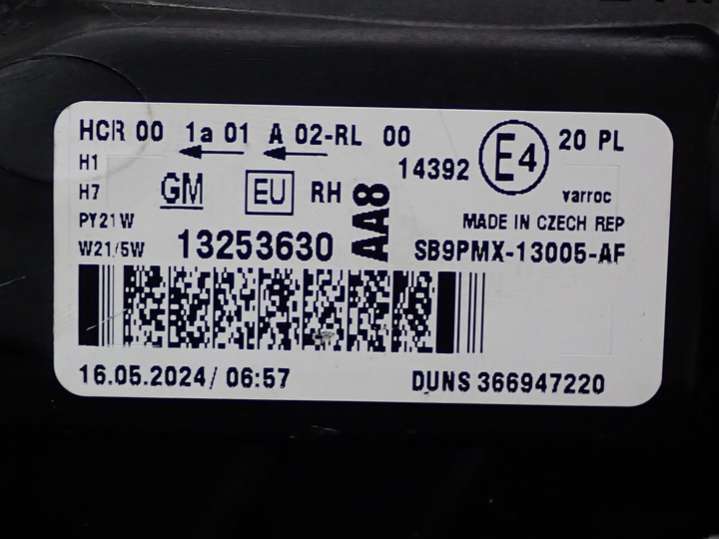 HCR 00 1a 01 A 02-RL 00
14392 E4 20 PL
H1
H7 GM EU RH AA8 varroc
PY21W MADE IN CZECH REP
W21/5W 13253630 SB9PMX-13005-AF
16.05.2024/ 06:57 DUNS 366947220